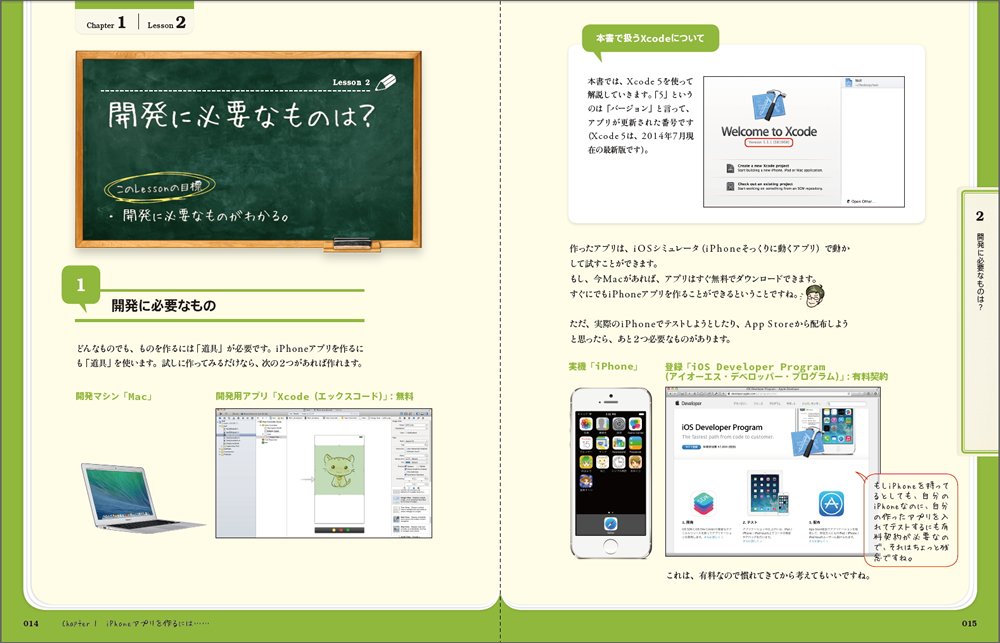 Chapter 1 Lesson 2
Lesson 2
開発に必要なものは?
このLessonの目標
・開発に必要なものがわかる。
1
開発に必要なもの
どんなものでも、ものを作るには「道具」が必要です。iPhoneアプリを作るに
も「道具」を使います。試しに作ってみるだけなら、次の2つがあれば作れます。
開発マシン「Mac」
開発用アプリ「Xcode (エックスコード)」: 無料
014
Chapter 1 iPhoneアプリを作るには……
本書で扱うXcodeについて
本書では、Xcode 5を使って
解説していきます。「5」という
のは「バージョン」と言って、
アプリが更新された番号です
(Xcode 5は、2014年7月現
在の最新版です)。
Welcome to Xcode
Create a new Xcode project
Start building a new iPhone, iPad or Mac application.
Check out an existing project
Start working on something from an SCM repository.
Open Other...
作ったアプリは、iOSシミュレータ (iPhoneそっくりに動くアプリ) で動か
して試すことができます。
もし、今Macがあれば、アプリはすぐ無料でダウンロードできます。
すぐにでもiPhoneアプリを作ることができるということですね。
ただ、実際のiPhoneでテストしようとしたり、App Storeから配布しよう
と思ったら、あと2つ必要なものがあります。
実機「iPhone」
登録「iOS Developer Program
(アイオーエス・デベロッパー・プログラム)」: 有料契約
Developer
iOS Developer Program
The fastest path from code to customer.
1. 開発
2. テスト
3. 配布
もしiPhoneを持って
るとしても、自分の
iPhoneなのに、自分
の作ったアプリを入
れてテストするにも有
料契約が必要なの
で、それはちょっと残
念ですね。
これは、有料なので慣れてきてから考えてもいいですね。
2
開発に必要なものは?
015